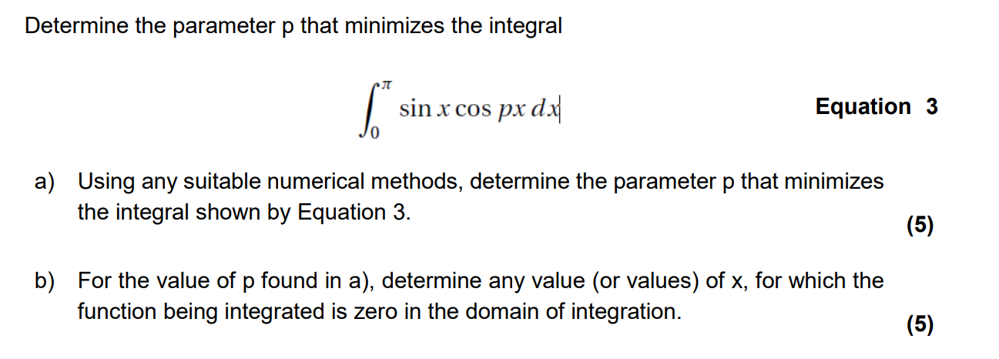 Determine the parameter p that minimizes the integral
∫₀^π sin x cos px dx Equation 3
a) Using any suitable numerical methods, determine the parameter p that minimizes
the integral shown by Equation 3.
(5)
b) For the value of p found in a), determine any value (or values) of x, for which the
function being integrated is zero in the domain of integration.
(5)